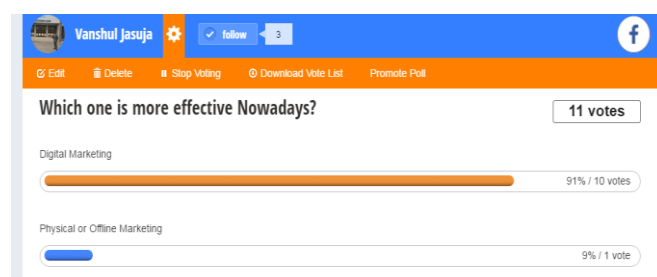 Vanshul Jasuja
follow 3
f
Edit Delete Stop Voting Download Vote List Promote Poll
Which one is more effective Nowadays? 11 votes
Digital Marketing
91% / 10 votes
Physical or Offline Marketing
9% / 1 vote